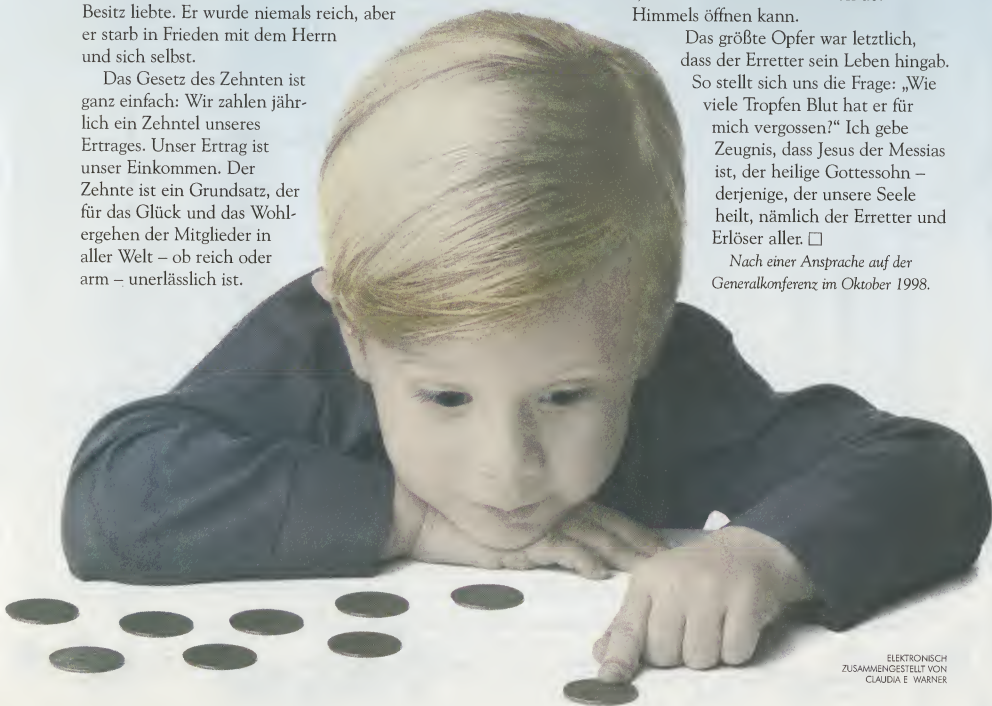 Besitz liebte. Er wurde niemals reich, aber
er starb in Frieden mit dem Herrn
und sich selbst.
Das Gesetz des Zehnten ist
ganz einfach: Wir zahlen jähr-
lich ein Zehntel unseres
Ertrages. Unser Ertrag ist
unser Einkommen. Der
Zehnte ist ein Grundsatz, der
für das Glück und das Wohl-
ergehen der Mitglieder in
aller Welt – ob reich oder
arm – unerlässlich ist.
Himmels öffnen kann.
Das größte Opfer war letztlich,
dass der Erretter sein Leben hingab.
So stellt sich uns die Frage: „Wie
viele Tropfen Blut hat er für
mich vergossen?“ Ich gebe
Zeugnis, dass Jesus der Messias
ist, der heilige Gottessohn –
derjenige, der unsere Seele
heilt, nämlich der Erretter und
Erlöser aller. □
Nach einer Ansprache auf der
Generalkonferenz im Oktober 1998.
ELEKTRONISCH
ZUSAMMENGESTELLT VON
CLAUDIA E WARNER